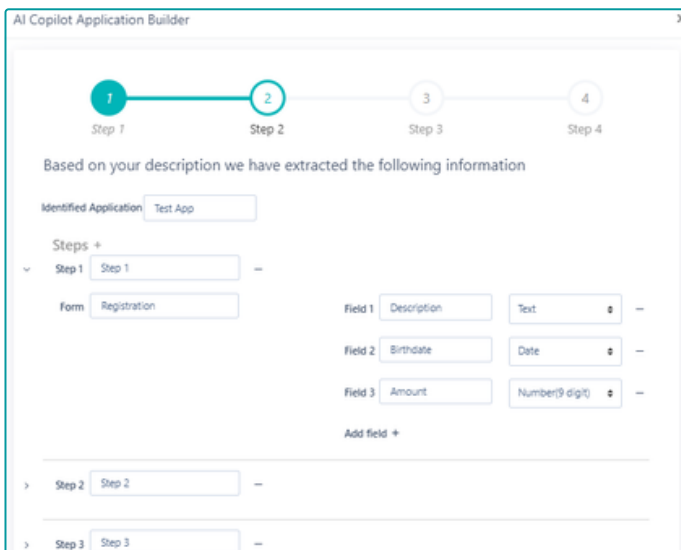 AI Copilot Application Builder
1 2 3 4
Step 1 Step 2 Step 3 Step 4
Based on your description we have extracted the following information
Identified Application Test App
Steps +
Step 1 Step 1 −
Form Registration Field 1 Description Text −
Field 2 Birthdate Date −
Field 3 Amount Number(9 digit) −
Add field +
Step 2 Step 2 −
Step 3 Step 3 −